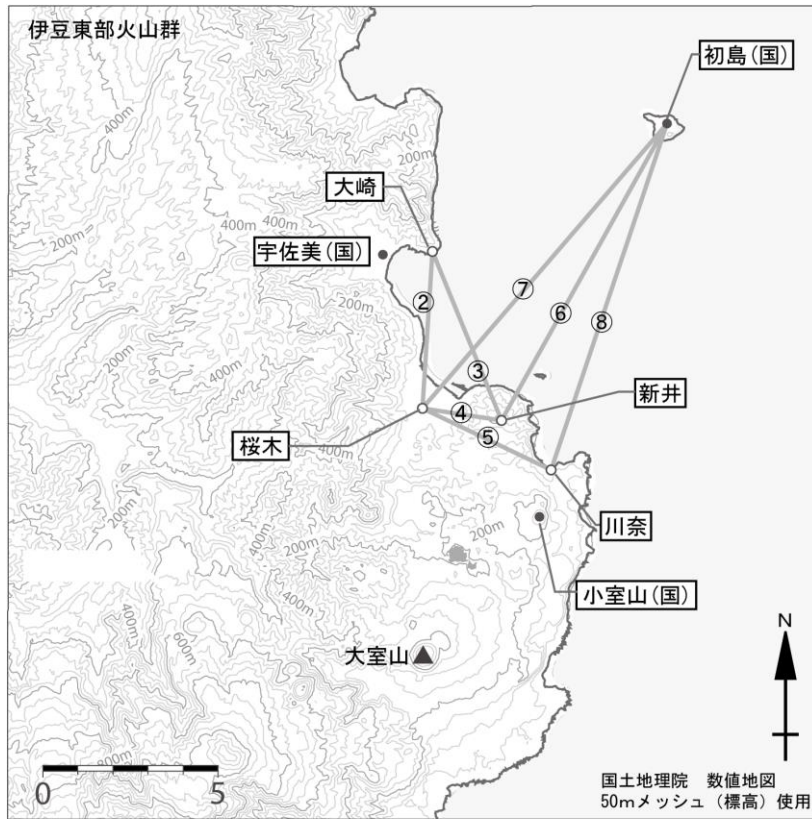 伊豆東部火山群
初島(国)
400m
200m
大崎
400m
400m
200m
宇佐美(国)
200m
②
⑦
⑥
⑧
200m
400m
③
新井
④
⑤
桜木
400m
200m
200m
400m
200m
川奈
400m
小室山(国)
400m
600m
大室山
N
800m
0
5
国土地理院 数値地図
50mメッシュ(標高)使用